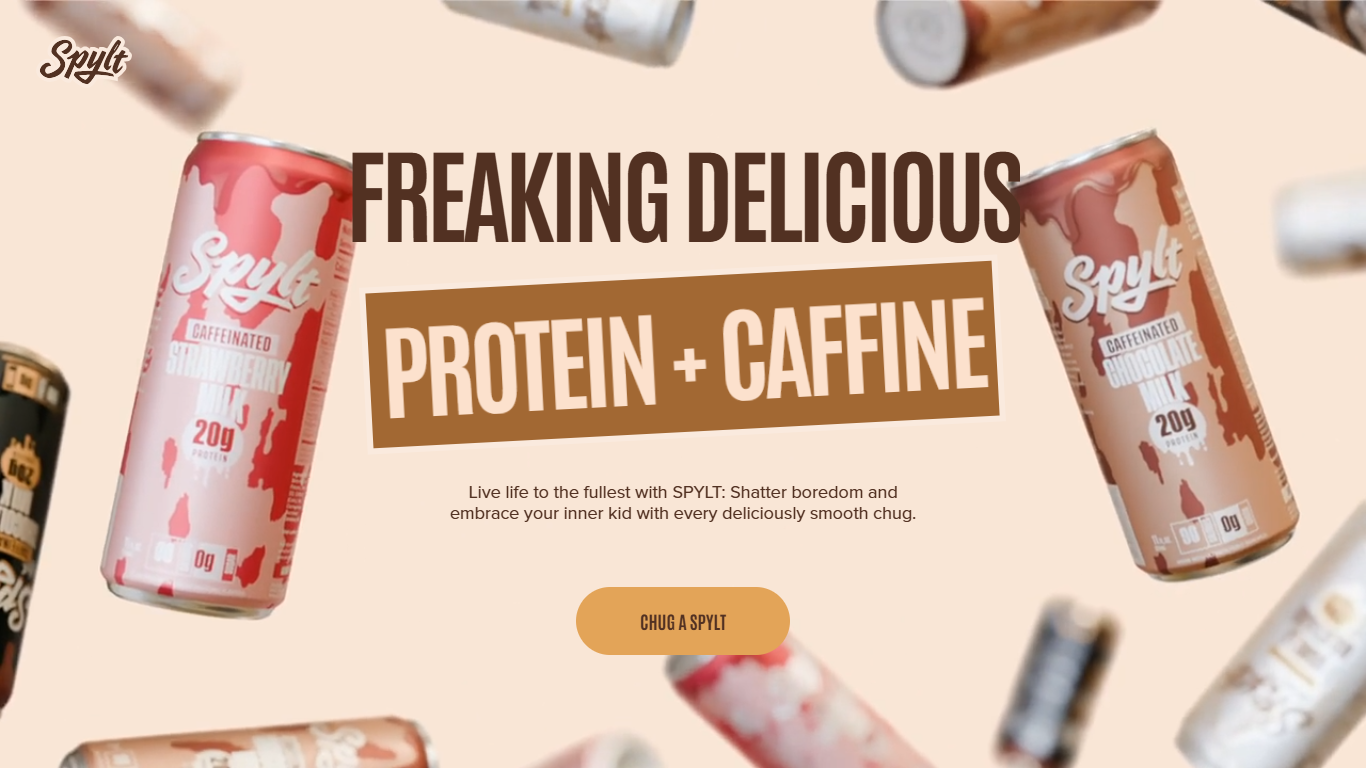 Spylt
FREAKING DELICIOUS
PROTEIN + CAFFINE
Live life to the fullest with SPYLT: Shatter boredom and
embrace your inner kid with every deliciously smooth chug.
CHUG A SPYLT
Spylt
CAFFEINATED
STRAWBERRY
MILK
20g
PROTEIN
0g
Spylt
CAFFEINATED
CHOCOLATE
MILK
20g
PROTEIN
0g